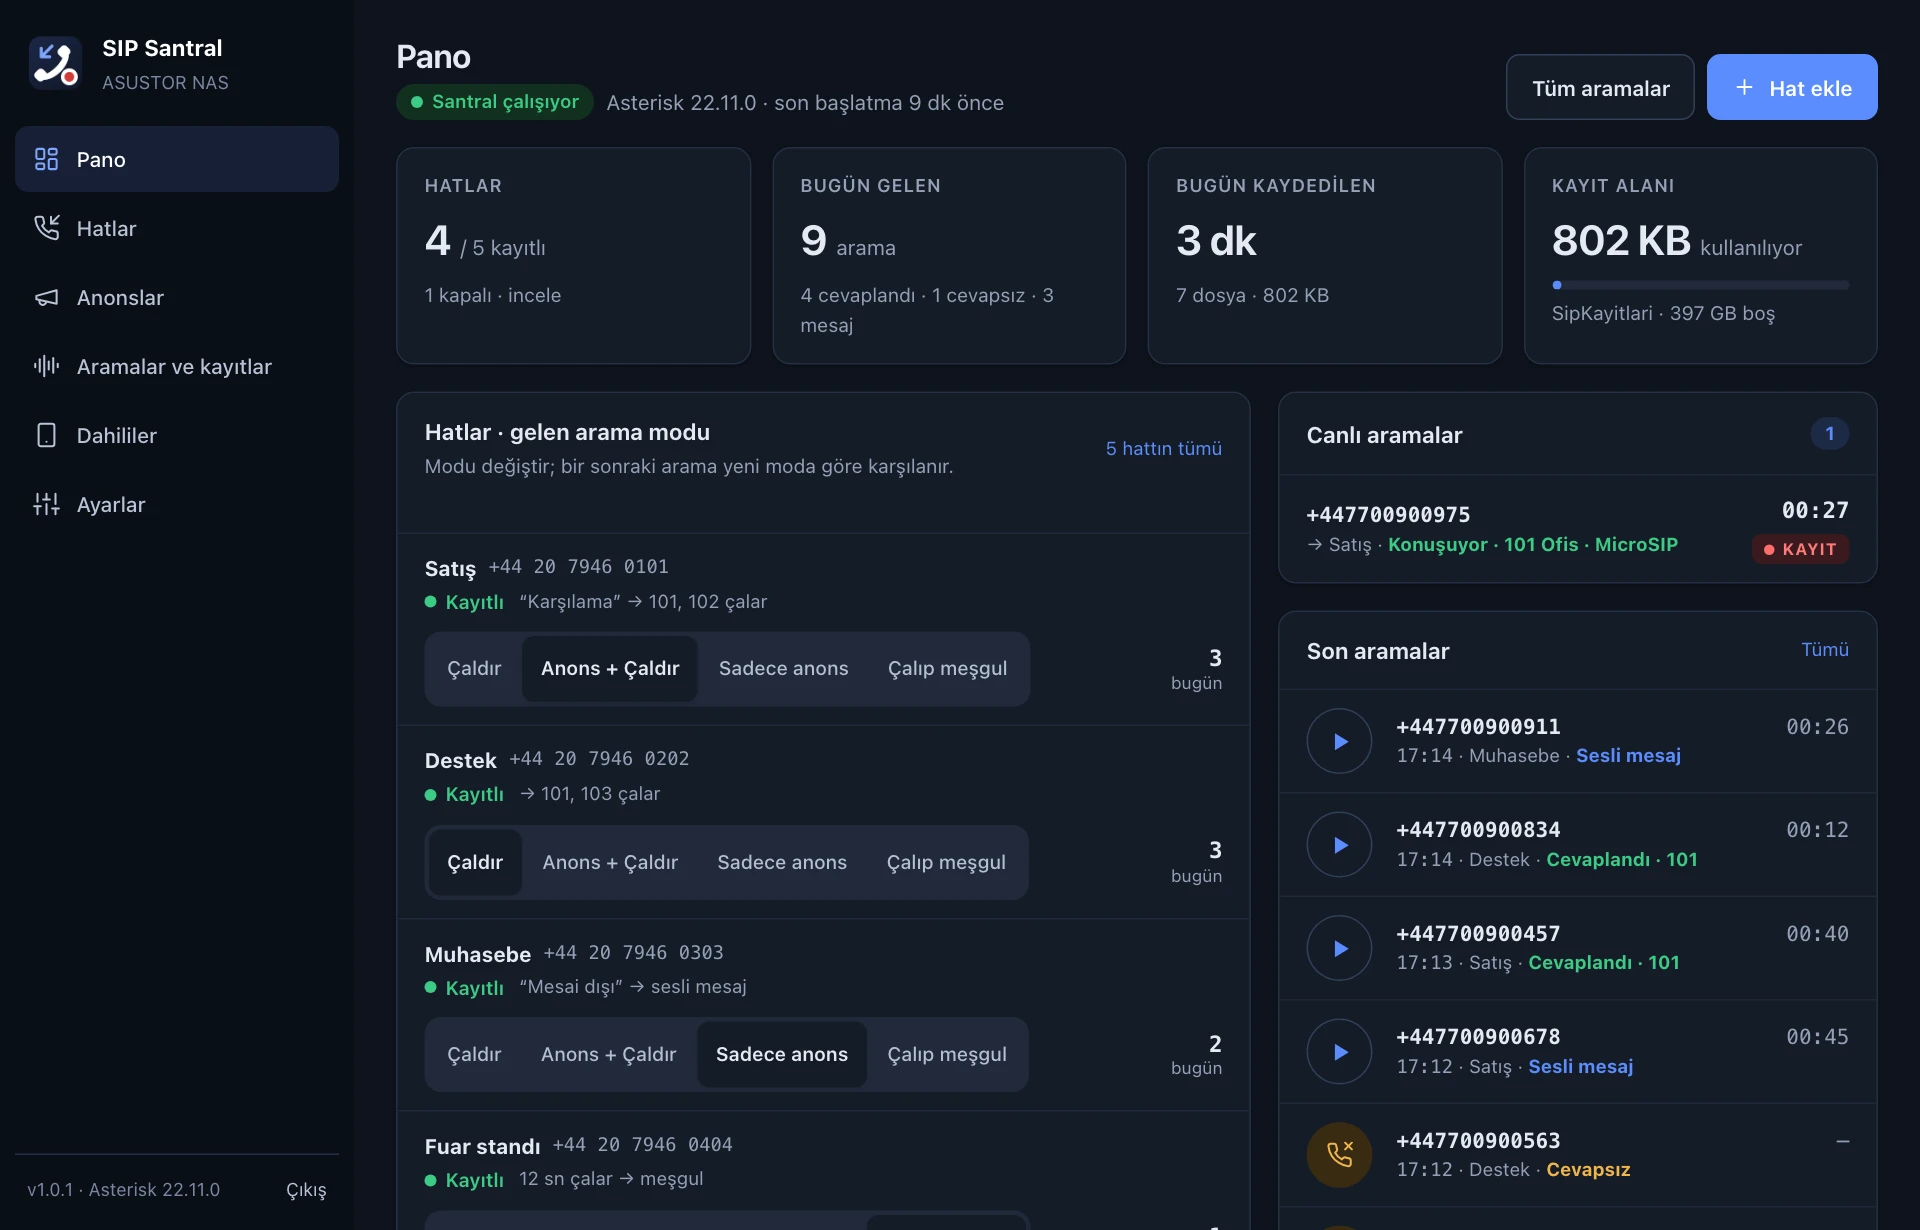 SIP Santral
ASUSTOR NAS
Pano
Hatlar
Anonslar
Aramalar ve kayıtlar
Dahililer
Ayarlar
v1.0.1 · Asterisk 22.11.0
Çıkış
Pano
Santral çalışıyor
Asterisk 22.11.0 · son başlatma 9 dk önce
Tüm aramalar
+ Hat ekle
HATLAR
4 / 5 kayıtlı
1 kapalı · incele
BUGÜN GELEN
9 arama
4 cevaplandı · 1 cevapsız · 3
mesaj
BUGÜN KAYDEDİLEN
3 dk
7 dosya · 802 KB
KAYIT ALANI
802 KB kullanılıyor
SipKayitlari · 397 GB boş
Hatlar · gelen arama modu
Modu değiştir; bir sonraki arama yeni moda göre karşılanır.
5 hattın tümü
Satış +44 20 7946 0101
Kayıtlı “Karşılama” → 101, 102 çalar
Çaldır Anons + Çaldır Sadece anons Çalıp meşgul
3
bugün
Destek +44 20 7946 0202
Kayıtlı → 101, 103 çalar
Çaldır Anons + Çaldır Sadece anons Çalıp meşgul
3
bugün
Muhasebe +44 20 7946 0303
Kayıtlı “Mesai dışı” → sesli mesaj
Çaldır Anons + Çaldır Sadece anons Çalıp meşgul
2
bugün
Fuar standı +44 20 7946 0404
Kayıtlı 12 sn çalar → meşgul
Canlı aramalar
1
+447700900975
00:27
→ Satış · Konuşuyor · 101 Ofis · MicroSIP
KAYIT
Son aramalar
Tümü
+447700900911
00:26
17:14 · Muhasebe · Sesli mesaj
+447700900834
00:12
17:14 · Destek · Cevaplandı · 101
+447700900457
00:40
17:13 · Satış · Cevaplandı · 101
+447700900678
00:45
17:12 · Satış · Sesli mesaj
+447700900563
–
17:12 · Destek · Cevapsız